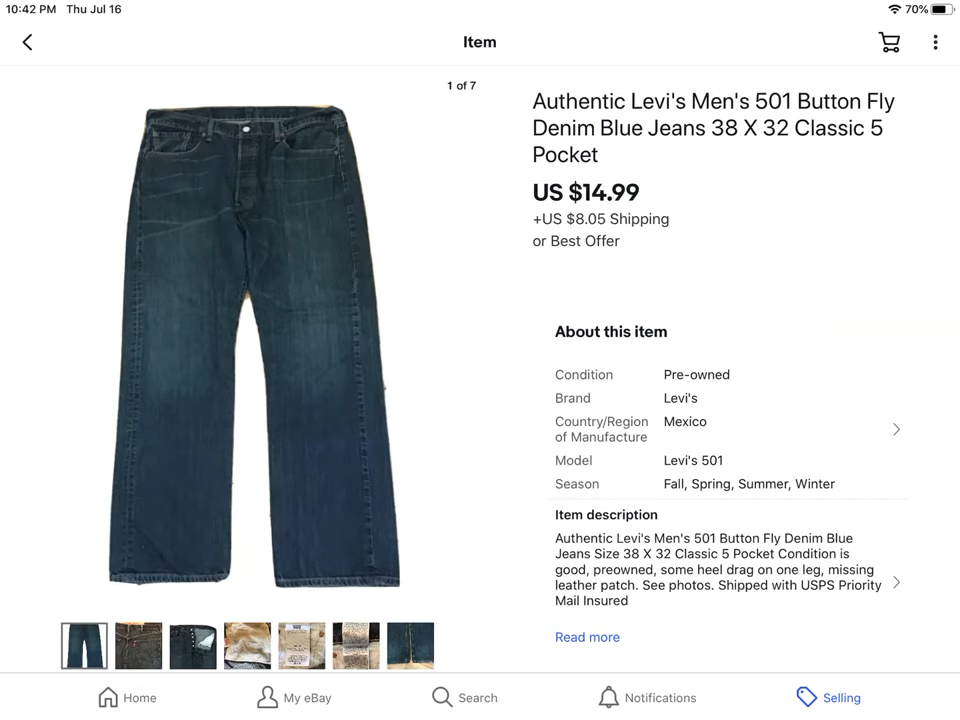 10:42 PM Thu Jul 16
70%
Item
1 of 7
Authentic Levi's Men's 501 Button Fly
Denim Blue Jeans 38 X 32 Classic 5
Pocket
US $14.99
+US $8.05 Shipping
or Best Offer
About this item
Condition Pre-owned
Brand Levi's
Country/Region Mexico
of Manufacture
Model Levi's 501
Season Fall, Spring, Summer, Winter
Item description
Authentic Levi's Men's 501 Button Fly Denim Blue
Jeans Size 38 X 32 Classic 5 Pocket Condition is
good, preowned, some heel drag on one leg, missing
leather patch. See photos. Shipped with USPS Priority
Mail Insured
Read more
Home My eBay Search Notifications Selling